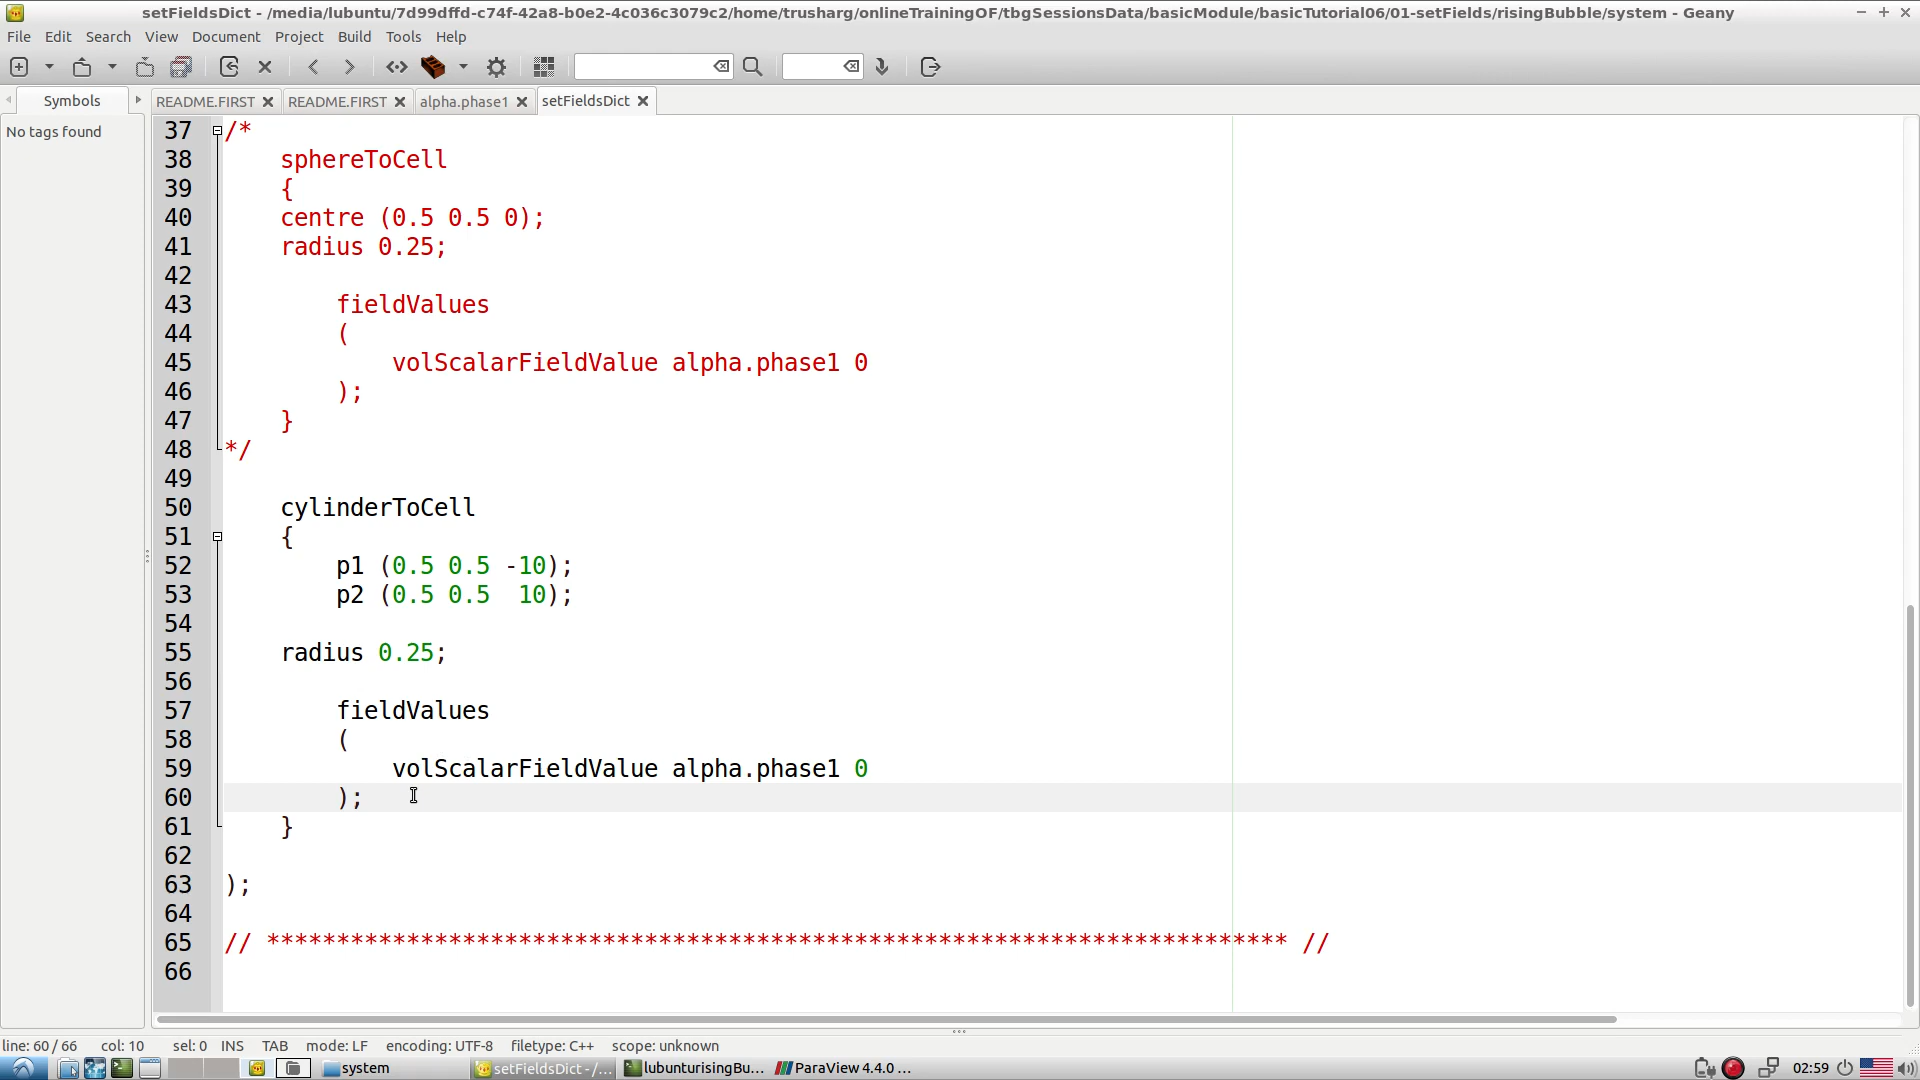 setFieldsDict - /media/lubuntu/7d99dffd-c74f-42a8-b0e2-4c036c3079c2/home/trusharg/onlineTrainingOF/tbgSessionsData/basicModule/basicTutorial06/01-setFields/risingBubble/system - Geany
File Edit Search View Document Project Build Tools Help
Symbols README.FIRST README.FIRST alpha.phase1 setFieldsDict
No tags found
37 /*
38 sphereToCell
39 {
40 centre (0.5 0.5 0);
41 radius 0.25;
42
43 fieldValues
44 (
45 volScalarFieldValue alpha.phase1 0
46 );
47 }
48 */
49
50 cylinderToCell
51 {
52 p1 (0.5 0.5 -10);
53 p2 (0.5 0.5  10);
54
55 radius 0.25;
56
57 fieldValues
58 (
59 volScalarFieldValue alpha.phase1 0
60 );
61 }
62
63 );
64
65 // ************************************************************************* //
66
line: 60 / 66 col: 10 sel: 0 INS TAB mode: LF encoding: UTF-8 filetype: C++ scope: unknown
system setFieldsDict - /... lubunturisingBu... ParaView 4.4.0 ... 02:59